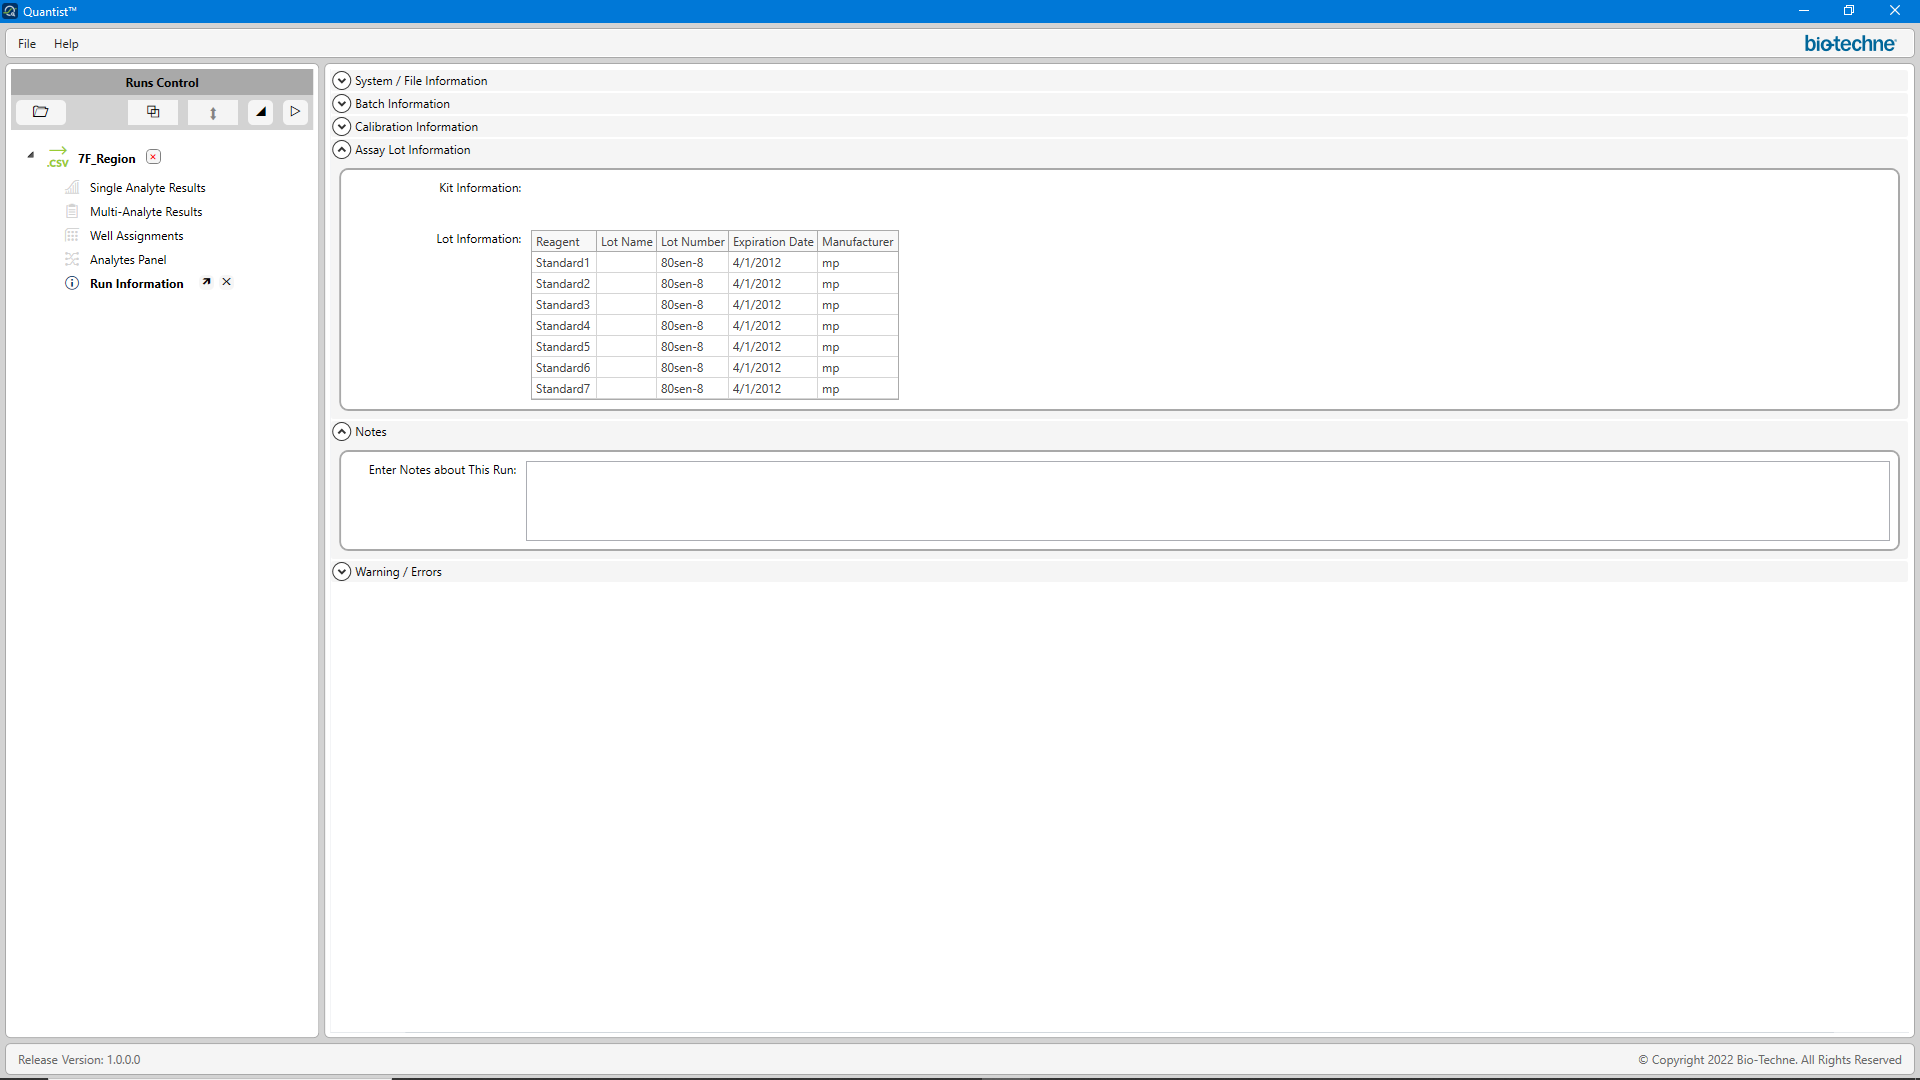 Quantist™
File Help
bio-techne®
Runs Control
.CSV 7F_Region
Single Analyte Results
Multi-Analyte Results
Well Assignments
Analytes Panel
Run Information
System / File Information
Batch Information
Calibration Information
Assay Lot Information
Kit Information:
Lot Information:
Reagent Lot Name Lot Number Expiration Date Manufacturer
Standard1 80sen-8 4/1/2012 mp
Standard2 80sen-8 4/1/2012 mp
Standard3 80sen-8 4/1/2012 mp
Standard4 80sen-8 4/1/2012 mp
Standard5 80sen-8 4/1/2012 mp
Standard6 80sen-8 4/1/2012 mp
Standard7 80sen-8 4/1/2012 mp
Notes
Enter Notes about This Run:
Warning / Errors
Release Version: 1.0.0.0
© Copyright 2022 Bio-Techne. All Rights Reserved